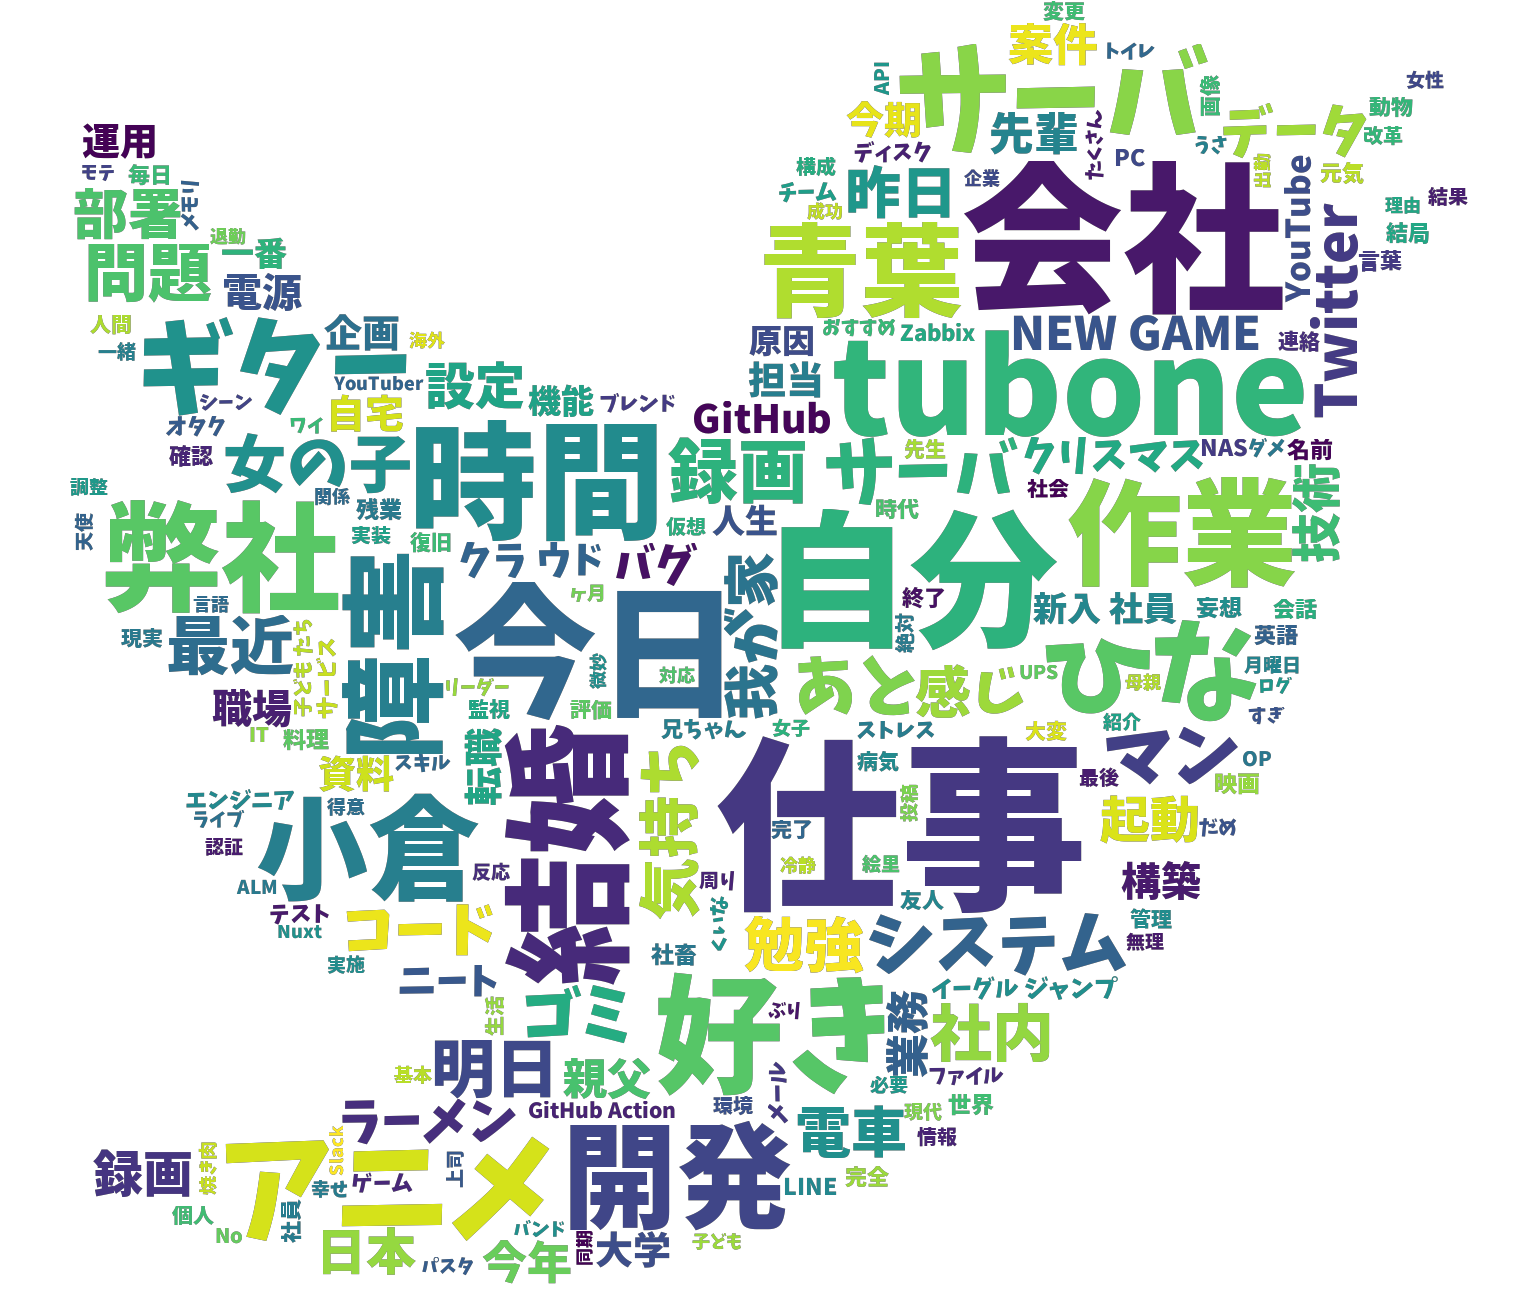 変更
案件
トイレ
サーバ
API
画像
女性
今期
先輩
たくさん
データ
動物
改革
運用
ディスク
うさ
PC
モテ
毎日
構成
企業
YouTube
元気
部署
メモリ
チーム
昨日
会社
理由
結果
成功
結局
退勤
一番
問題
青葉
Twitter
言葉
電源
人間
ギター
企画
海外
原因
おすすめ
Zabbix
NEW GAME
連絡
一緒
YouTuber
設定
担当
tubone
機能
ブレンド
シーン
自宅
GitHub
オタク
ワイ
女の子
時間
録画
サーバ
先生
クリスマス
NAS
ダメ
名前
確認
技術
調整
関係
残業
社会
作業
天使
弊社
実装
復旧
仮想
人生
時代
自分
障害
クラウド
バグ
我が家
言語
ケ月
今日
終了
新入 社員
妄想
会話
現実
最近
子どもたち
サービス
微妙
絶対
英語
対応
あと感じ
UPS
ひな
母親
月曜日
ログ
職場
リーダー
監視
評価
すぎ
IT
料理
転職
兄ちゃん
女子
ストレス
大変
紹介
マン
OP
資料
スキル
結婚
気持ち
仕事
病気
最後
映画
エンジニア
得意
投稿
起動
だめ
ライブ
小倉
完了
認証
ALM
反応
周り
冷静
絵里
構築
テスト
コード
くいな
友人
管理
Nuxt
勉強
システム
無理
実施
ニート
社畜
イーグル ジャンプ
生活
ゴミ
好き
ぶり
業務
社内
明日
親父
基本
メール
必要
ファイル
ラーメン
GitHub Action
環境
電車
現代
世界
情報
録画
焼き肉
アニメ
Slack
上司
開発
幸せ
ゲーム
LINE
完全
個人
社員
No
日本
バンド
同期
大学
子ども
パスタ
今年